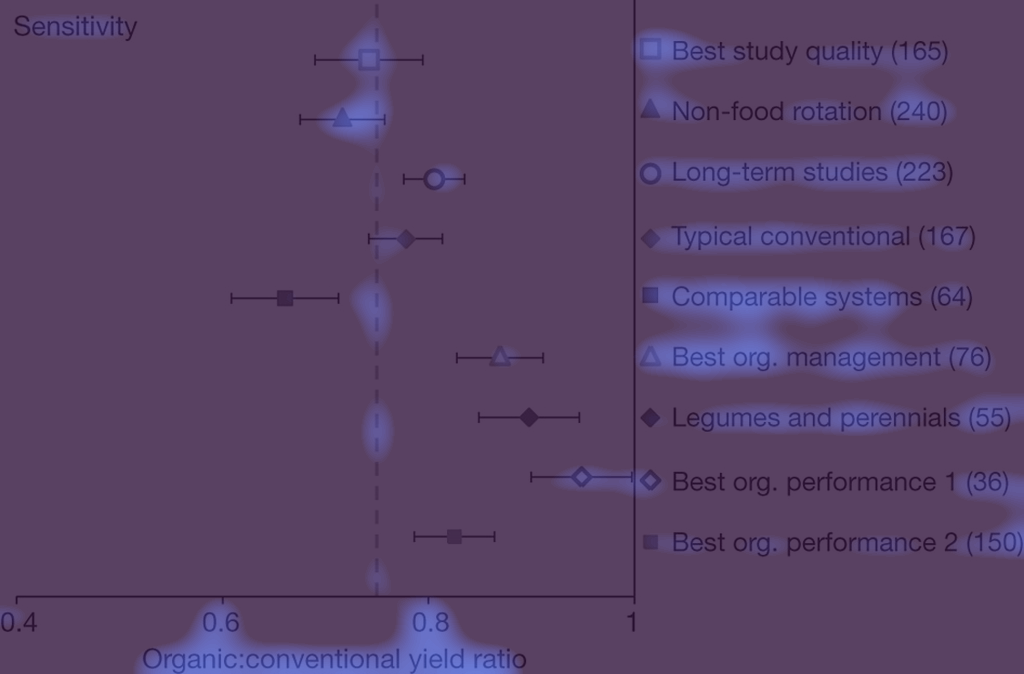 Sensitivity
Best study quality (165)
Non-food rotation (240)
Long-term studies (223)
Typical conventional (167)
Comparable systems (64)
Best org. management (76)
Legumes and perennials (55)
Best org. performance 1 (36)
Best org. performance 2 (150)
0.4 0.6 0.8 1
Organic:conventional yield ratio